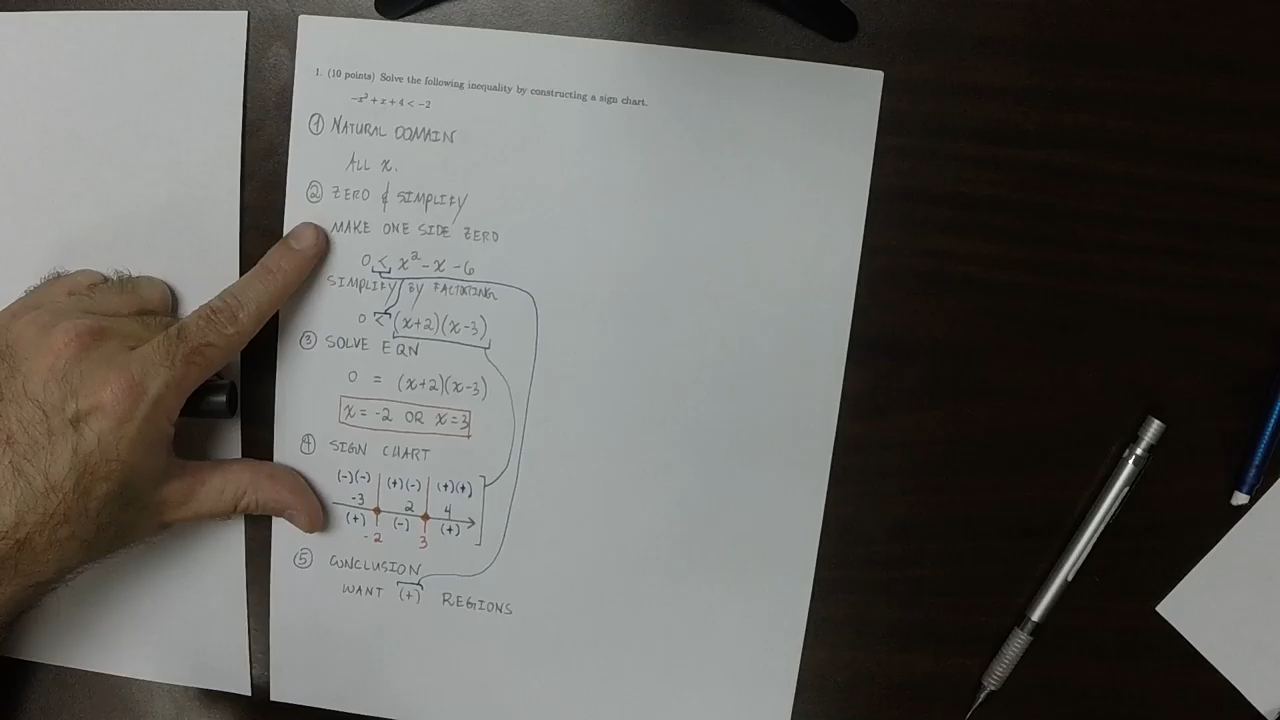 1. (10 points) Solve the following inequality by constructing a sign chart.
−x² + x + 4 < −2
① NATURAL DOMAIN
ALL x.
② ZERO & SIMPLIFY
MAKE ONE SIDE ZERO
0 < x² - x - 6
SIMPLIFY BY FACTORING
0 < (x+2)(x-3)
③ SOLVE EQN
0 = (x+2)(x-3)
x = -2 OR x = 3
④ SIGN CHART
(-)(-) (+)(-) (+)(+)
-3 2 4
(+) (-) (+)
-2 3
⑤ CONCLUSION
WANT (+) REGIONS